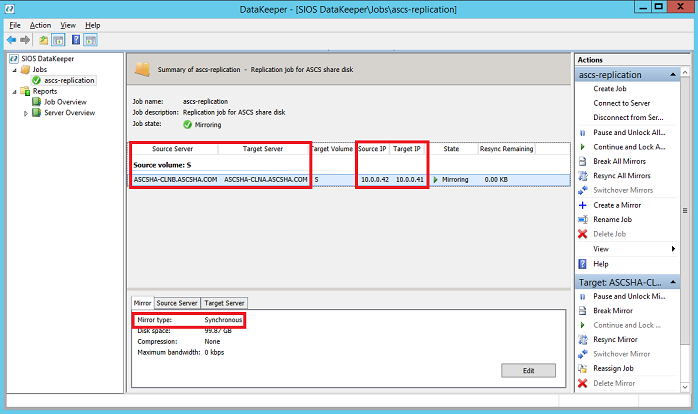 DataKeeper - [SIOS DataKeeper\Jobs\ascs-replication]
File Action View Help
SIOS DataKeeper
Jobs
ascs-replication
Reports
Job Overview
Server Overview
Summary of ascs-replication - Replication job for ASCS share disk
Job name: ascs-replication
Job description: Replication job for ASCS share disk
Job state: Mirroring
Source Server Target Server Target Volume Source IP Target IP State Resync Remaining
Source volume: S
ASCSHA-CLNB.ASCSHA.COM ASCSHA-CLNA.ASCSHA.COM S 10.0.0.42 10.0.0.41 Mirroring 0.00 KB
Mirror Source Server Target Server
Mirror type: Synchronous
Disk space: 99.87 GB
Compression: None
Maximum bandwidth: 0 kbps
Edit
Actions
ascs-replication
Create Job
Connect to Server
Disconnect from Ser...
Pause and Unlock All...
Continue and Lock A...
Break All Mirrors
Resync All Mirrors
Switchover Mirrors
Create a Mirror
Rename Job
Delete Job
View
Help
Target: ASCSHA-CL...
Pause and Unlock Mi...
Break Mirror
Continue and Lock ...
Resync Mirror
Switchover Mirror
Reassign Job
Delete Mirror